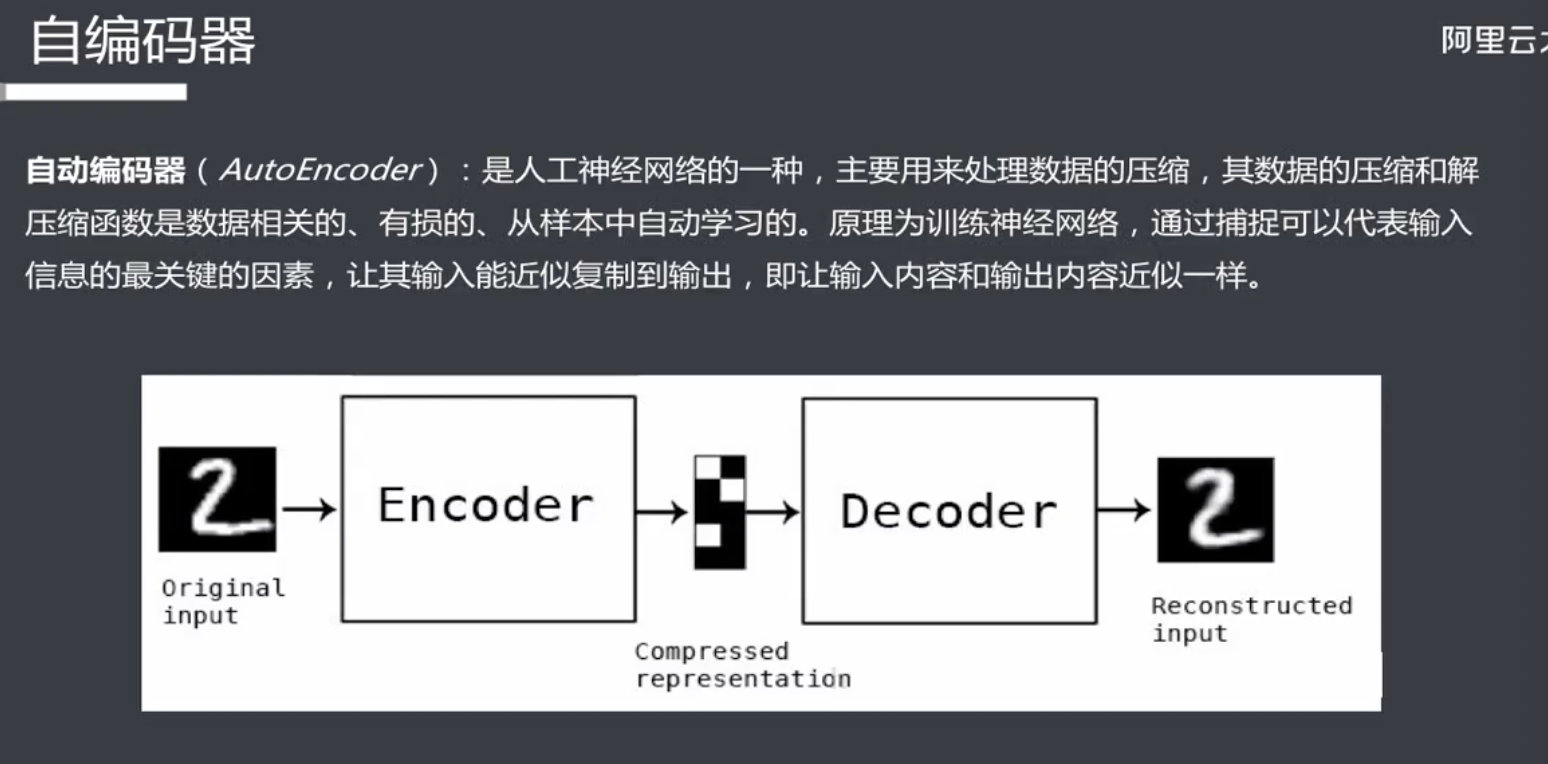 自编码器
阿里云
自动编码器（AutoEncoder）：是人工神经网络的一种，主要用来处理数据的压缩，其数据的压缩和解
压缩函数是数据相关的、有损的、从样本中自动学习的。原理为训练神经网络，通过捕捉可以代表输入
信息的最关键的因素，让其输入能近似复制到输出，即让输入内容和输出内容近似一样。
2
Encoder
Decoder
2
Original
input
Compressed
representation
Reconstructed
input